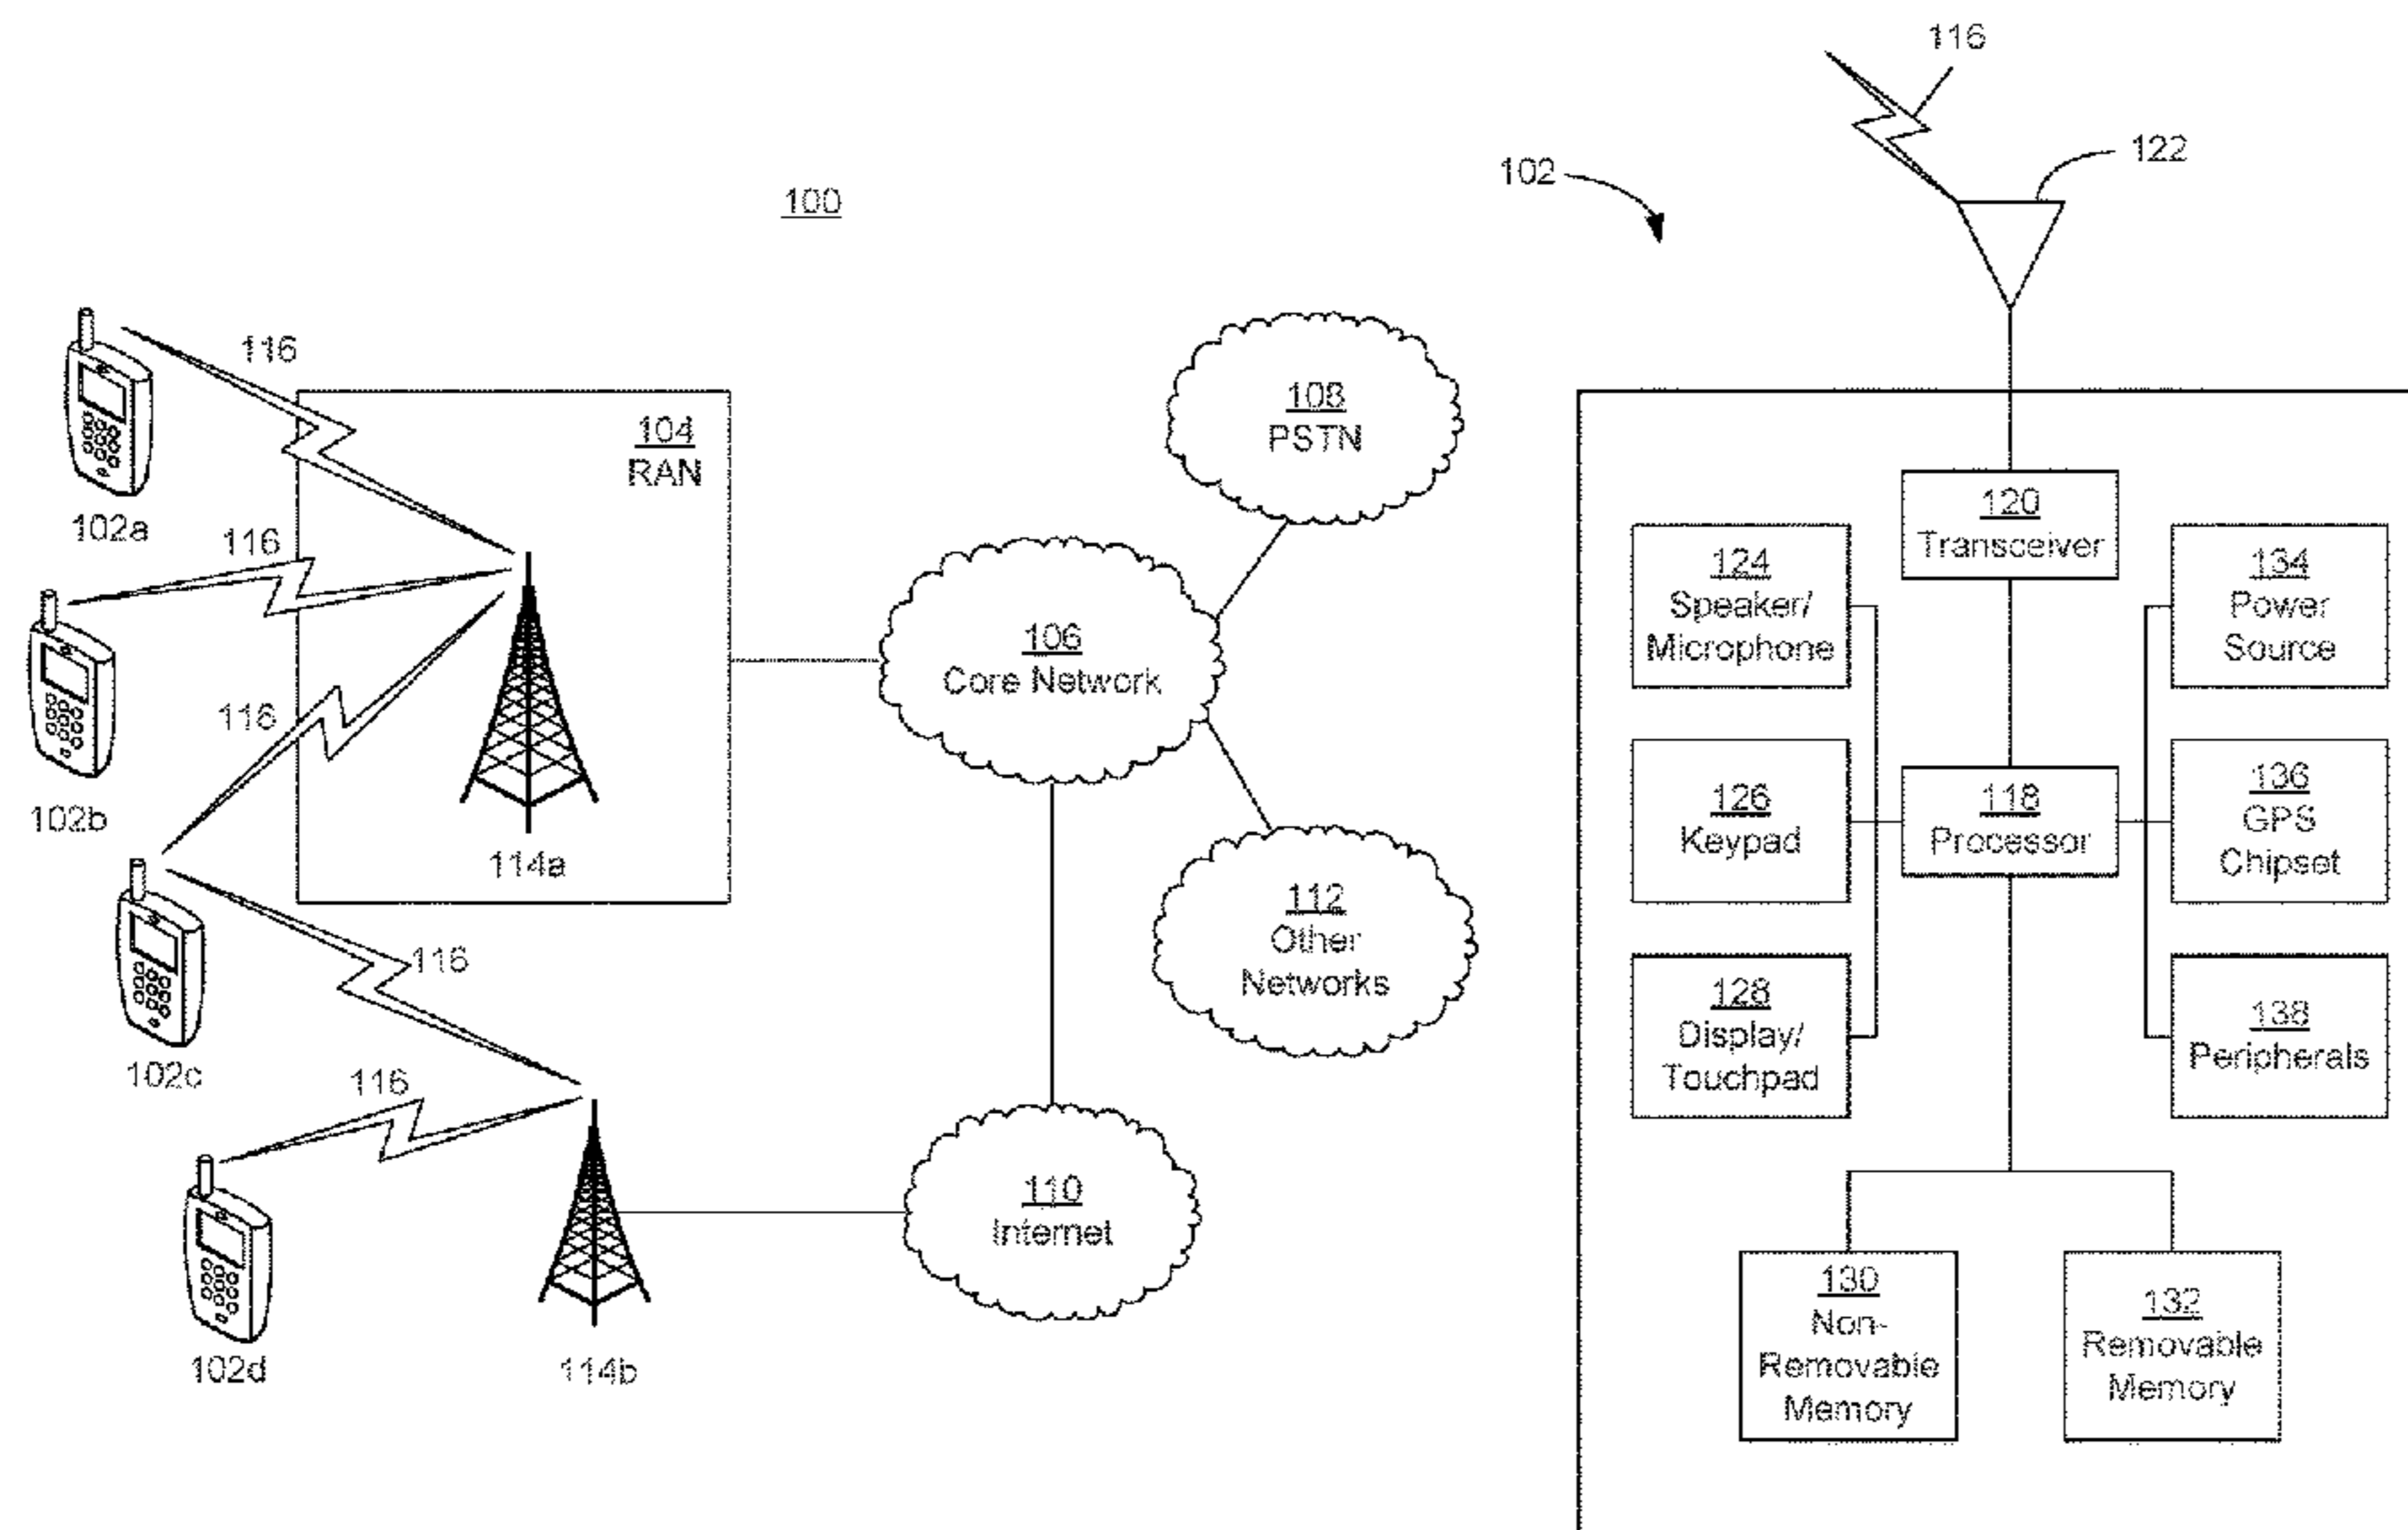 100
116
102a
116
102b
116
102c
116
116
102d
104
RAN
114a
114b
106
Core Network
108
PSTN
112
Other
Networks
110
Internet
116
122
102
120
Transceiver
124
Speaker/
Microphone
134
Power
Source
126
Keypad
118
Processor
136
GPS
Chipset
128
Display/
Touchpad
138
Peripherals
130
Non-
Removable
Memory
132
Removable
Memory